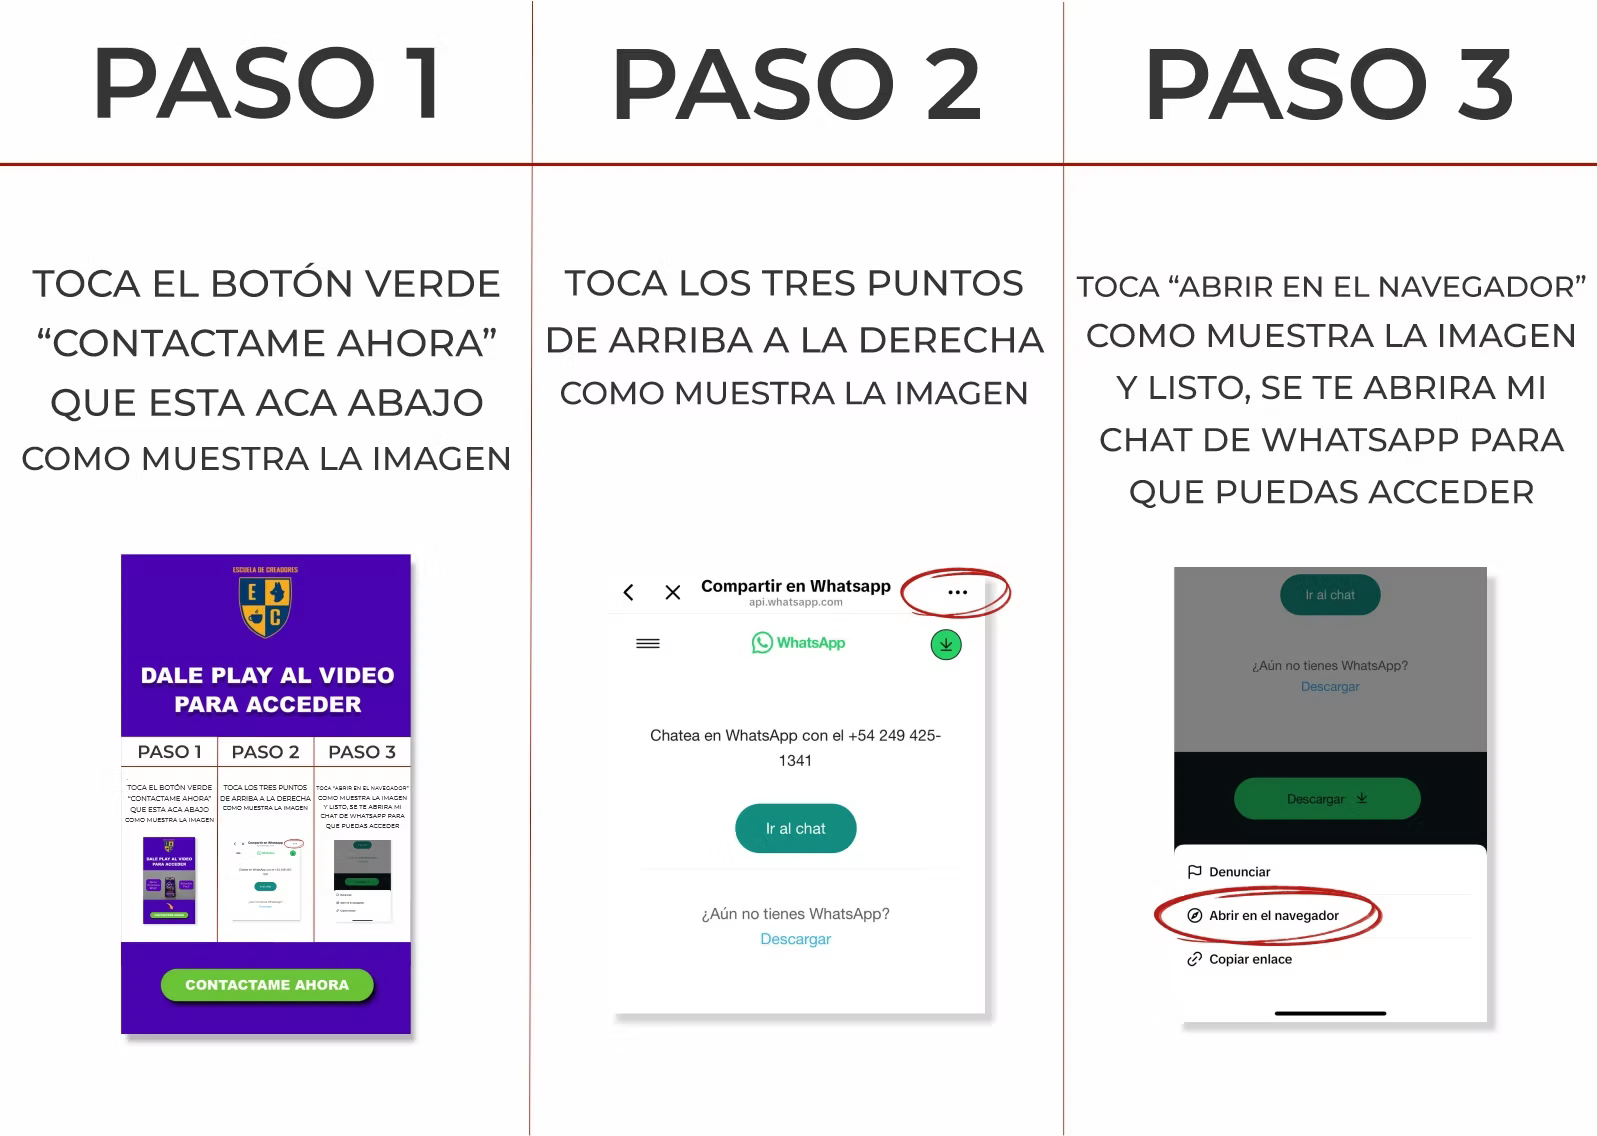 PASO 1
TOCA EL BOTÓN VERDE
“CONTACTAME AHORA”
QUE ESTA ACA ABAJO
COMO MUESTRA LA IMAGEN
ESCUELA DE CREADORES
E
C
DALE PLAY AL VIDEO
PARA ACCEDER
PASO 1
PASO 2
PASO 3
TOCA EL BOTÓN VERDE
“CONTACTAME AHORA”
QUE ESTA ACA ABAJO
COMO MUESTRA LA IMAGEN
TOCA LOS TRES PUNTOS
DE ARRIBA A LA DERECHA
COMO MUESTRA LA IMAGEN
TOCA “ABRIR EN EL NAVEGADOR”
COMO MUESTRA LA IMAGEN
Y LISTO, SE TE ABRIRA MI
CHAT DE WHATSAPP PARA
QUE PUEDAS ACCEDER
DALE PLAY AL VIDEO
PARA ACCEDER
CONTACTAME AHORA
PASO 2
TOCA LOS TRES PUNTOS
DE ARRIBA A LA DERECHA
COMO MUESTRA LA IMAGEN
Compartir en Whatsapp
api.whatsapp.com
WhatsApp
Chatea en WhatsApp con el +54 249 425-
1341
Ir al chat
¿Aún no tienes WhatsApp?
Descargar
PASO 3
TOCA “ABRIR EN EL NAVEGADOR”
COMO MUESTRA LA IMAGEN
Y LISTO, SE TE ABRIRA MI
CHAT DE WHATSAPP PARA
QUE PUEDAS ACCEDER
Ir al chat
¿Aún no tienes WhatsApp?
Descargar
Descargar
Denunciar
Abrir en el navegador
Copiar enlace